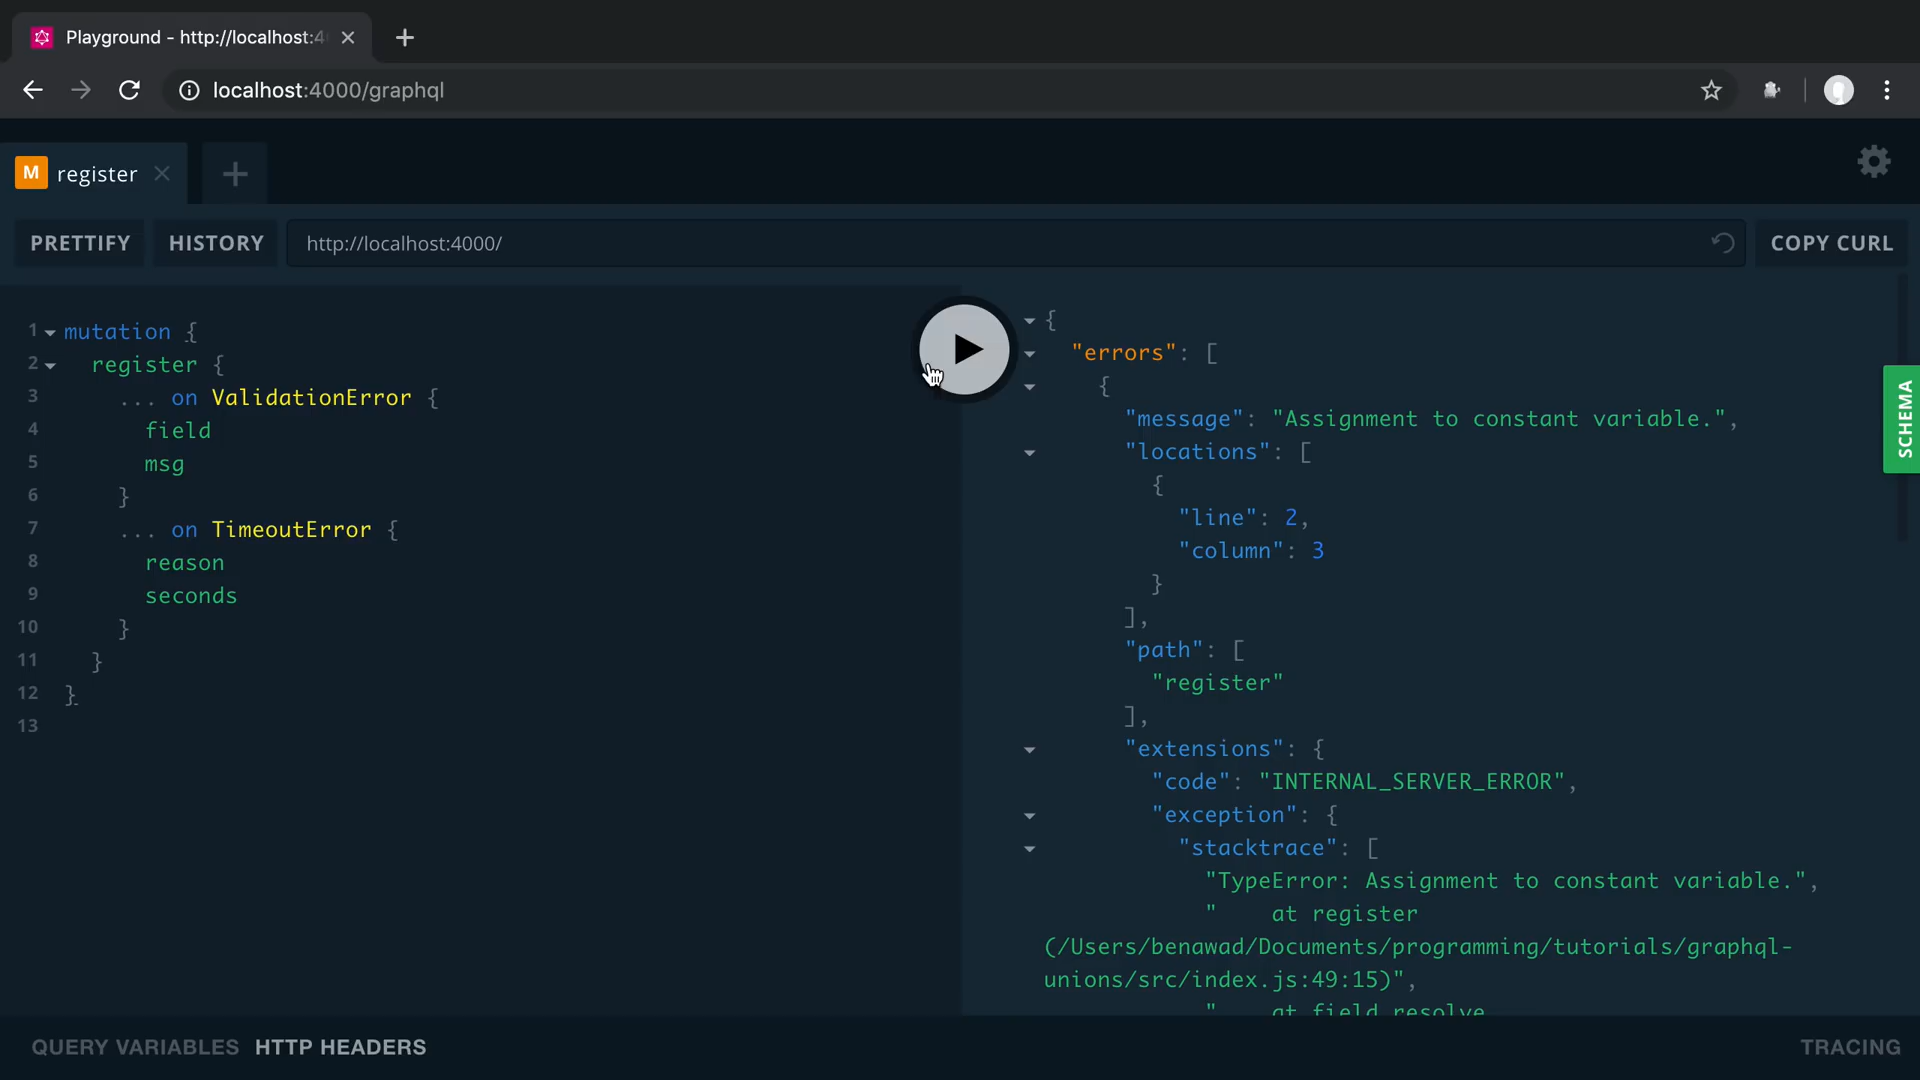 Playground - http://localhost:4
localhost:4000/graphql
M register
PRETTIFY HISTORY http://localhost:4000/ COPY CURL
1 mutation {
2 register {
3 ... on ValidationError {
4 field
5 msg
6 }
7 ... on TimeoutError {
8 reason
9 seconds
10 }
11 }
12 }
13
{
"errors": [
{
"message": "Assignment to constant variable.",
"locations": [
{
"line": 2,
"column": 3
}
],
"path": [
"register"
],
"extensions": {
"code": "INTERNAL_SERVER_ERROR",
"exception": {
"stacktrace": [
"TypeError: Assignment to constant variable.",
"    at register
(/Users/benawad/Documents/programming/tutorials/graphql-
unions/src/index.js:49:15)",
"    at field.resolve
SCHEMA
QUERY VARIABLES HTTP HEADERS TRACING